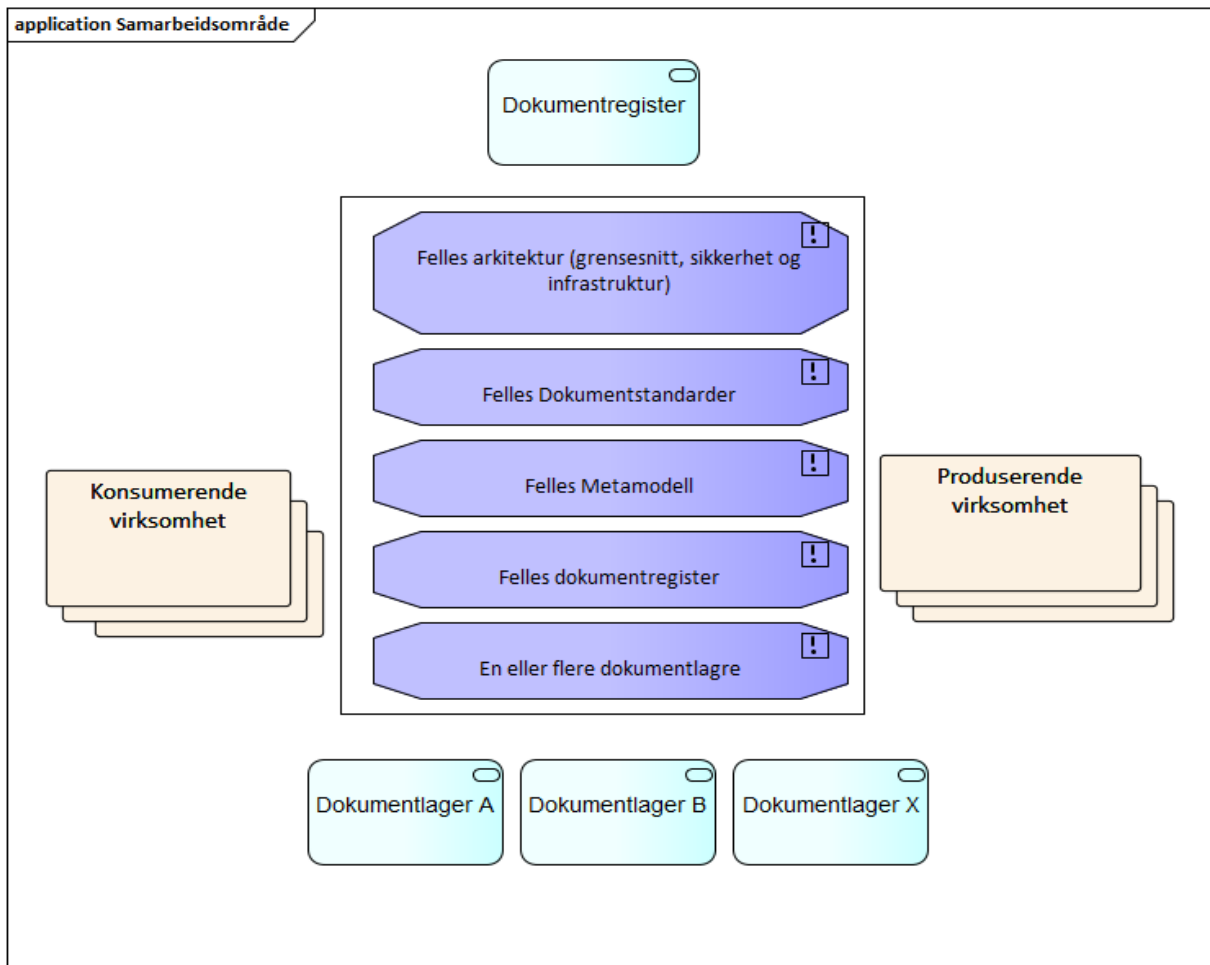 application Samarbeidsområde
Dokumentregister
Felles arkitektur (grensesnitt, sikkerhet og
infrastruktur)
Felles Dokumentstandarder
Felles Metamodell
Felles dokumentregister
En eller flere dokumentlagre
Konsumerende
virksomhet
Produserende
virksomhet
Dokumentlager A
Dokumentlager B
Dokumentlager X